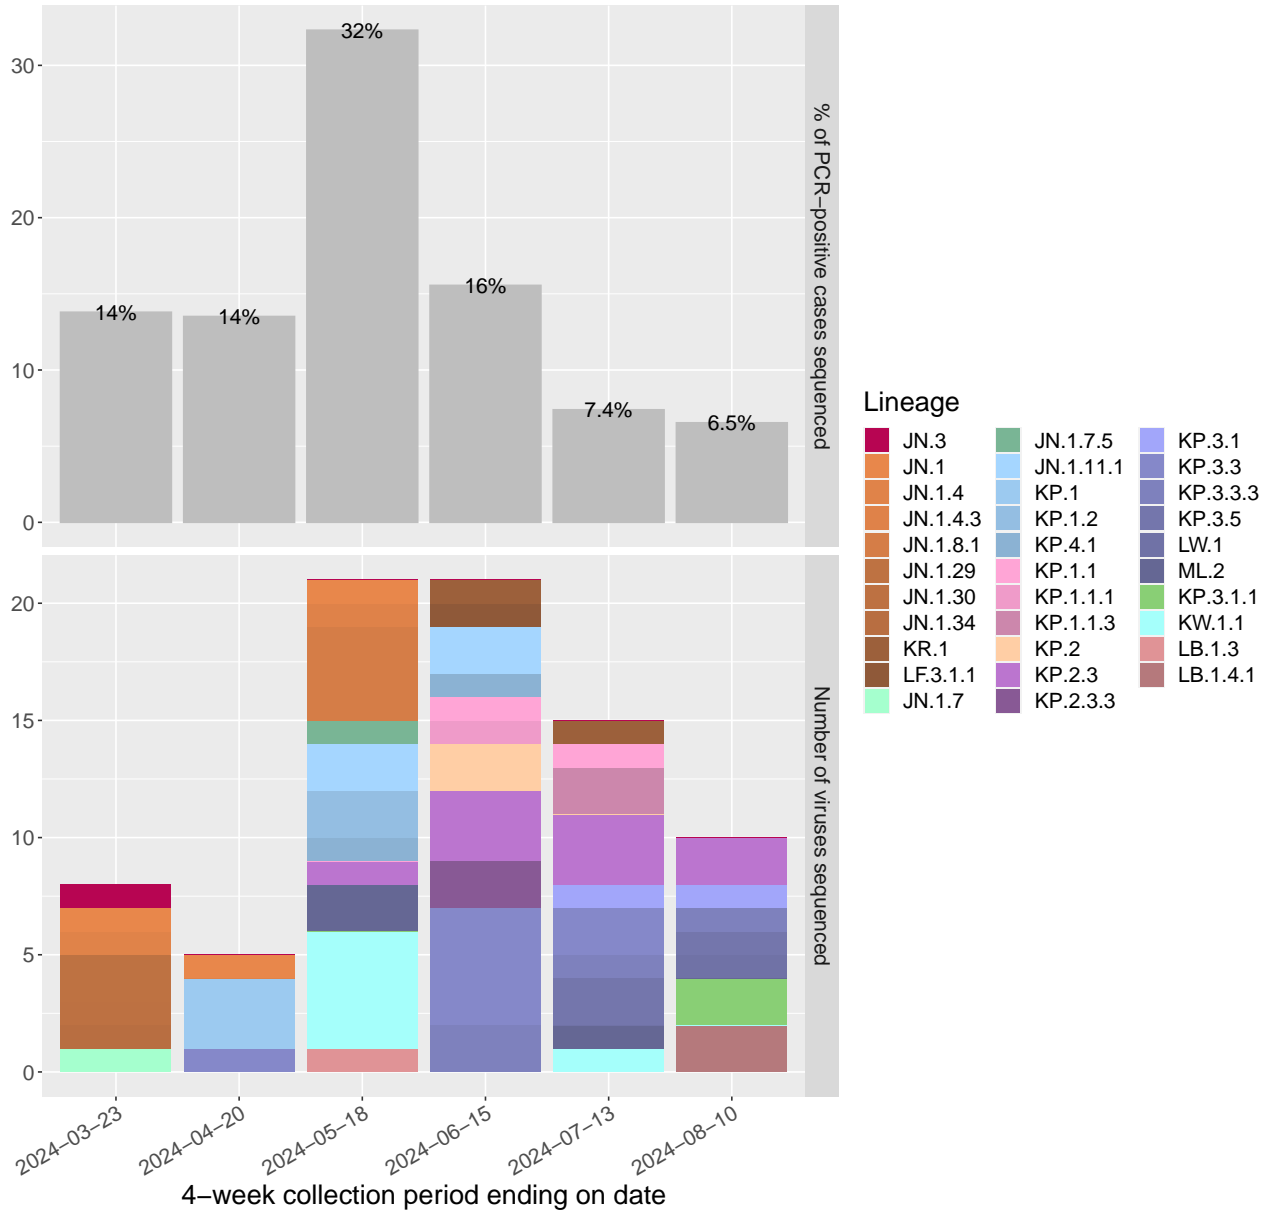 30
20
10
0
14%
14%
32%
16%
7.4%
6.5%
% of PCR−positive cases sequenced
20
15
10
5
0
Number of viruses sequenced
2024−03−23
2024−04−20
2024−05−18
2024−06−15
2024−07−13
2024−08−10
4−week collection period ending on date
Lineage
JN.3
JN.1
JN.1.4
JN.1.4.3
JN.1.8.1
JN.1.29
JN.1.30
JN.1.34
KR.1
LF.3.1.1
JN.1.7
JN.1.7.5
JN.1.11.1
KP.1
KP.1.2
KP.4.1
KP.1.1
KP.1.1.1
KP.1.1.3
KP.2
KP.2.3
KP.2.3.3
KP.3.1
KP.3.3
KP.3.3.3
KP.3.5
LW.1
ML.2
KP.3.1.1
KW.1.1
LB.1.3
LB.1.4.1